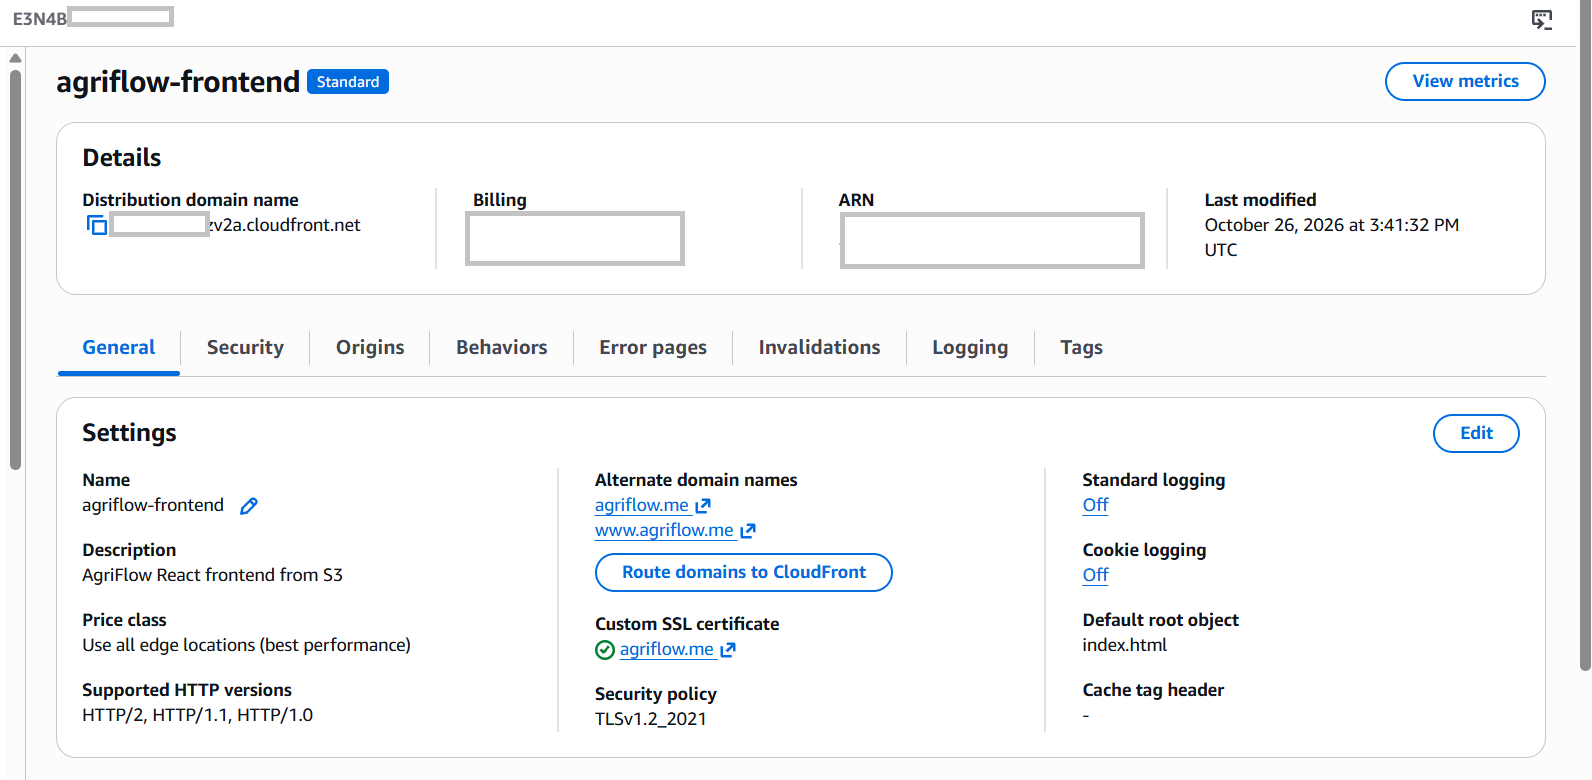 E3N4B
agriflow-frontend Standard
View metrics
Details
Distribution domain name
zv2a.cloudfront.net
Billing
ARN
Last modified
October 26, 2026 at 3:41:32 PM
UTC
General
Security
Origins
Behaviors
Error pages
Invalidations
Logging
Tags
Settings
Edit
Name
agriflow-frontend
Description
AgriFlow React frontend from S3
Price class
Use all edge locations (best performance)
Supported HTTP versions
HTTP/2, HTTP/1.1, HTTP/1.0
Alternate domain names
agriflow.me
www.agriflow.me
Route domains to CloudFront
Custom SSL certificate
agriflow.me
Security policy
TLSv1.2_2021
Standard logging
Off
Cookie logging
Off
Default root object
index.html
Cache tag header
-